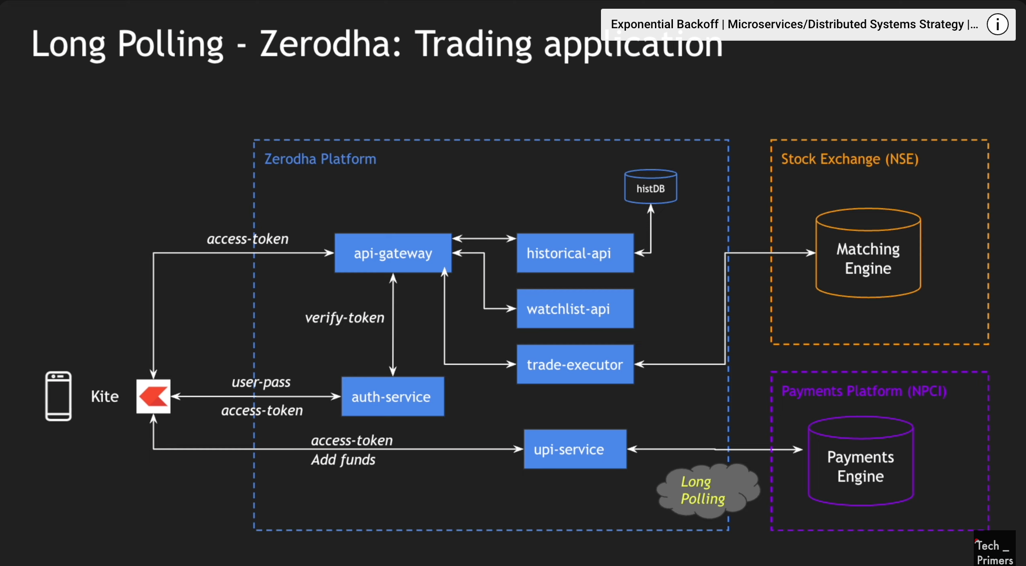 Exponential Backoff | Microservices/Distributed Systems Strategy |...
Long Polling - Zerodha: Trading application
Zerodha Platform
Stock Exchange (NSE)
histDB
access-token
api-gateway
historical-api
Matching
Engine
watchlist-api
verify-token
trade-executor
Kite
user-pass
access-token
auth-service
Payments Platform (NPCI)
access-token
Add funds
upi-service
Payments
Engine
Long
Polling
Tech _
Primers